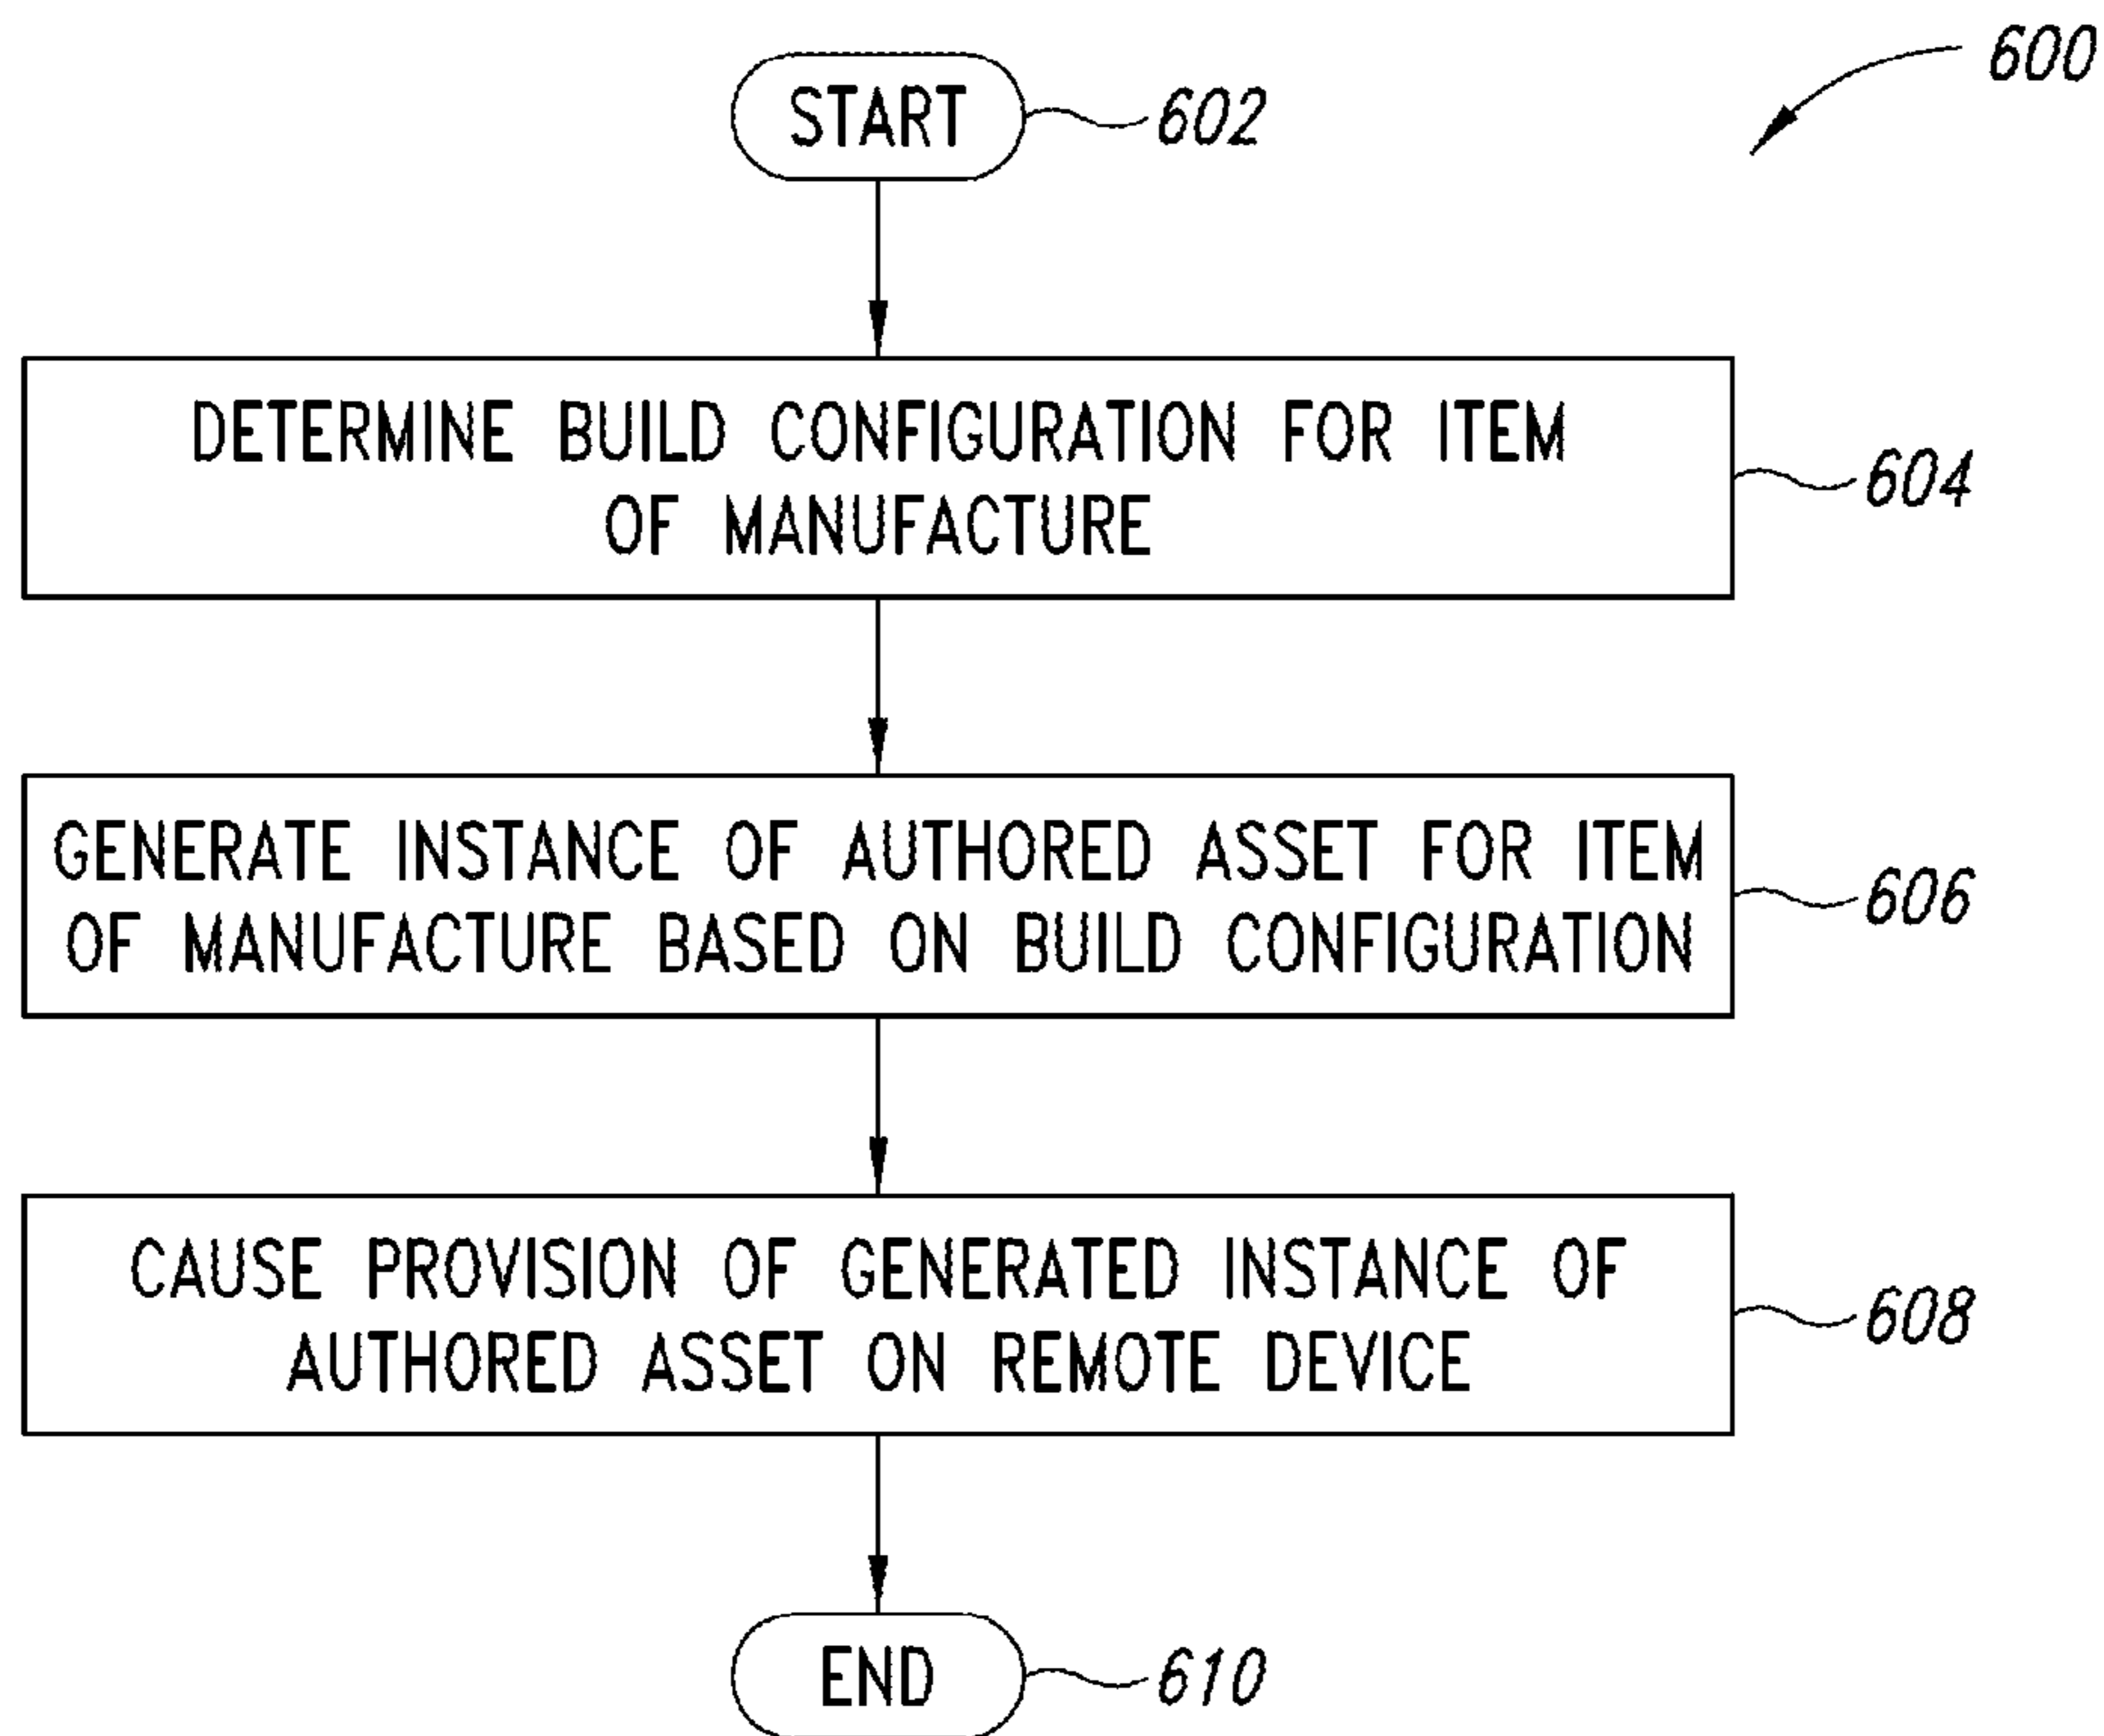 600
START
602
DETERMINE BUILD CONFIGURATION FOR ITEM
OF MANUFACTURE
604
GENERATE INSTANCE OF AUTHORED ASSET FOR ITEM
OF MANUFACTURE BASED ON BUILD CONFIGURATION
606
CAUSE PROVISION OF GENERATED INSTANCE OF
AUTHORED ASSET ON REMOTE DEVICE
608
END
610